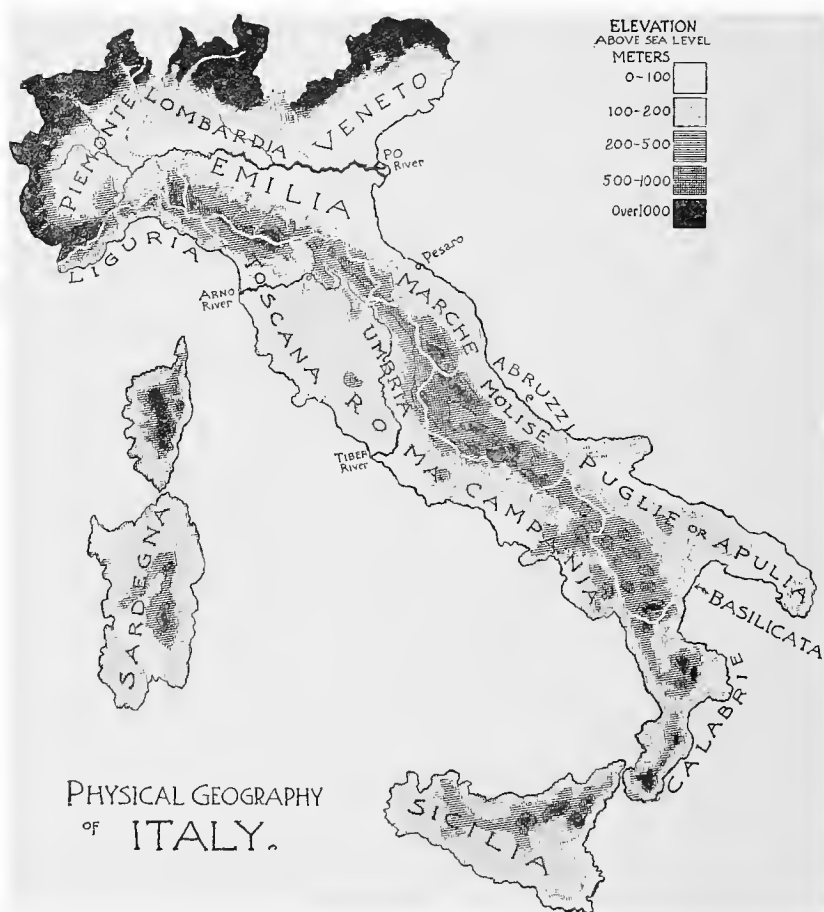 ELEVATION
ABOVE SEA LEVEL
METERS
0-100
100-200
200-500
500-1000
Over 1000
PIEMONTE
LOMBARDIA
VENETO
PO
River
EMILIA
LIGURIA
Pesaro
ARNO
River
TOSCANA
MARCHE
UMBRIA
ABRUZZI
MOLISE
ROMA
TIBER
River
CAMPANIA
PUGLIE OR APULIA
BASILICATA
SARDEGNA
CALABRIE
SICILIA
PHYSICAL GEOGRAPHY
OF ITALY.